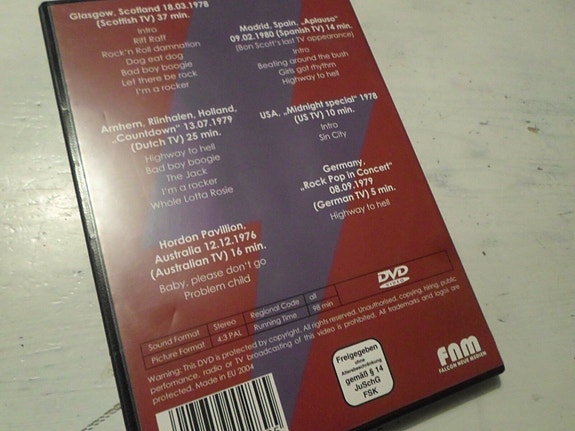 Glasgow, Scotland 18.03.1978
(Scottish TV) 37 min.
Intro
Riff Raff
Rock'n Roll damnation
Dog eat dog
Bad boy boogie
Let there be rock
I'm a rocker
Madrid, Spain, „Aplauso"
09.02.1980 (Spanish TV) 14 min.
(Bon Scott's last TV appearance)
Intro
Beating around the bush
Girls got rhythm
Highway to hell
Arnhem, Riinhalen, Holland,
„Countdown" 13.07.1979
(Dutch TV) 25 min.
Highway to hell
Bad boy boogie
The Jack
I'm a rocker
Whole Lotta Rosie
USA, „Midnight special" 1978
(US TV) 10 min.
Intro
Sin City
Germany,
„Rock Pop in Concert"
08.09.1979
(German TV) 5 min.
Highway to hell
Hordon Pavillion,
Australia 12.12.1976
(Australian TV) 16 min.
Baby, please don't go
Problem child
DVD
VIDEO
Sound Format Stereo Regional Code all
Picture Format 4:3 PAL Running Time 98 min
Warning: This DVD is protected by copyright. All rights reserved. Unauthorised, copying, hiring, public
perfomance, radio or TV broadcasting of this video is prohibited. All trademarks and logos are
protected. Made in EU 2004
Freigegeben
ohne
Altersbeschränkung
gemäß § 14
JuSchG
FSK
fnm
FALCON NEUE MEDIEN